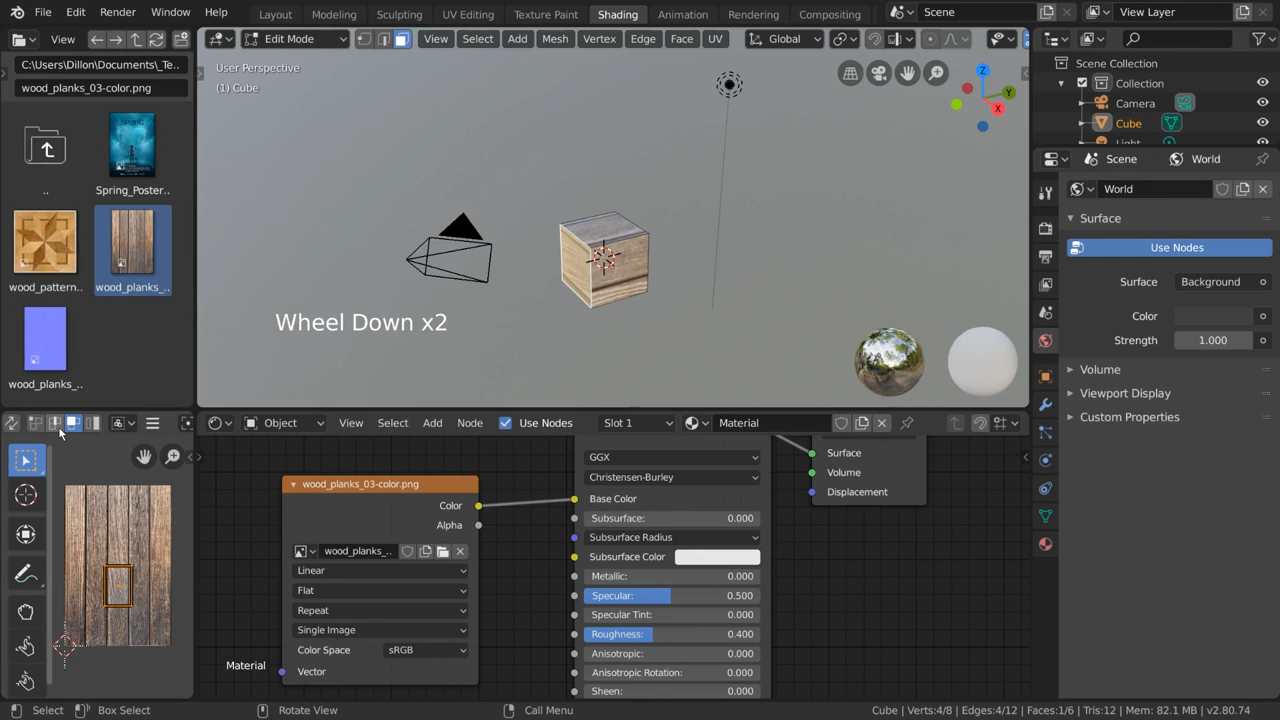 File Edit Render Window Help Layout Modeling Sculpting UV Editing Texture Paint Shading Animation Rendering Compositing Scene View Layer
View Edit Mode View Select Add Mesh Vertex Edge Face UV Global
C:\Users\Dillon\Documents\_Te..
wood_planks_03-color.png
User Perspective
(1) Cube
Z
Y
X
Scene Collection
Collection
Camera
Cube
Light
..
Spring_Poster..
wood_pattern..
wood_planks_..
wood_planks_..
Wheel Down x2
Scene World
World
Surface
Use Nodes
Surface Background
Color
Strength 1.000
Volume
Viewport Display
Custom Properties
Object View Select Add Node Use Nodes Slot 1 Material
wood_planks_03-color.png
Color
Alpha
wood_planks_..
Linear
Flat
Repeat
Single Image
Color Space sRGB
Vector
Material
GGX
Christensen-Burley
Base Color
Subsurface: 0.000
Subsurface Radius
Subsurface Color
Metallic: 0.000
Specular: 0.500
Specular Tint: 0.000
Roughness: 0.400
Anisotropic: 0.000
Anisotropic Rotation: 0.000
Sheen: 0.000
Surface
Volume
Displacement
Select Box Select Rotate View Call Menu Cube | Verts:4/8 | Edges:4/12 | Faces:1/6 | Tris:12 | Mem: 82.1 MB | v2.80.74